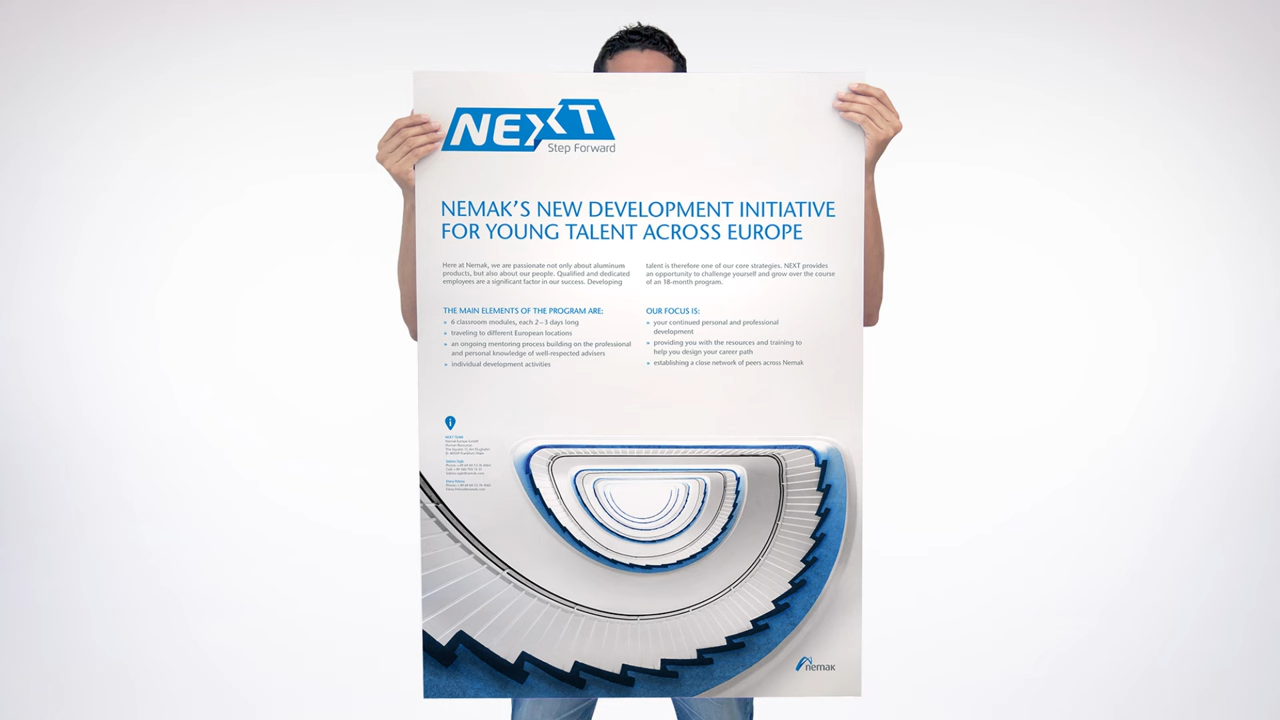 NEXT
Step Forward
NEMAK'S NEW DEVELOPMENT INITIATIVE
FOR YOUNG TALENT ACROSS EUROPE
Here at Nemak, we are passionate not only about aluminum
products, but also about our people. Qualified and dedicated
employees are a significant factor in our success. Developing
talent is therefore one of our core strategies. NEXT provides
an opportunity to challenge yourself and grow over the course
of an 18-month program.
THE MAIN ELEMENTS OF THE PROGRAM ARE:
» 6 classroom modules, each 2–3 days long
» traveling to different European locations
» an ongoing mentoring process building on the professional
and personal knowledge of well-respected advisers
» individual development activities
OUR FOCUS IS:
» your continued personal and professional
development
» providing you with the resources and training to
help you design your career path
» establishing a close network of peers across Nemak
i
NEXT TEAM
nemak